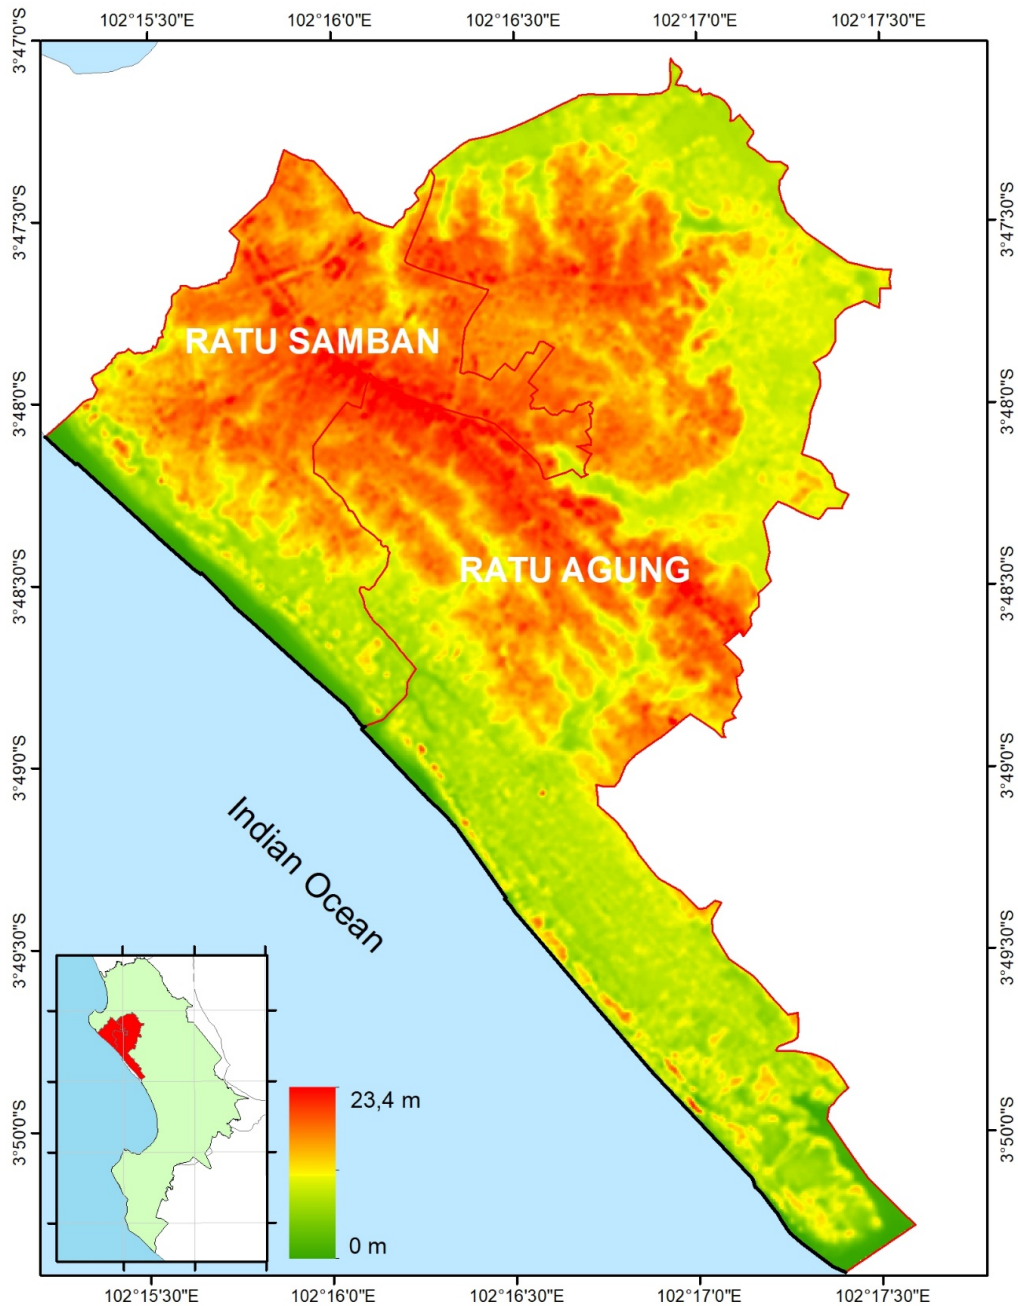 102°15'30"E 102°16'0"E 102°16'30"E 102°17'0"E 102°17'30"E
3°47'0"S
3°47'30"S 3°47'30"S
RATU SAMBAN
3°48'0"S 3°48'0"S
RATU AGUNG
3°48'30"S 3°48'30"S
3°49'0"S 3°49'0"S
Indian Ocean
3°49'30"S 3°49'30"S
23,4 m
3°50'0"S 3°50'0"S
0 m
102°15'30"E 102°16'0"E 102°16'30"E 102°17'0"E 102°17'30"E
3°47'0"S